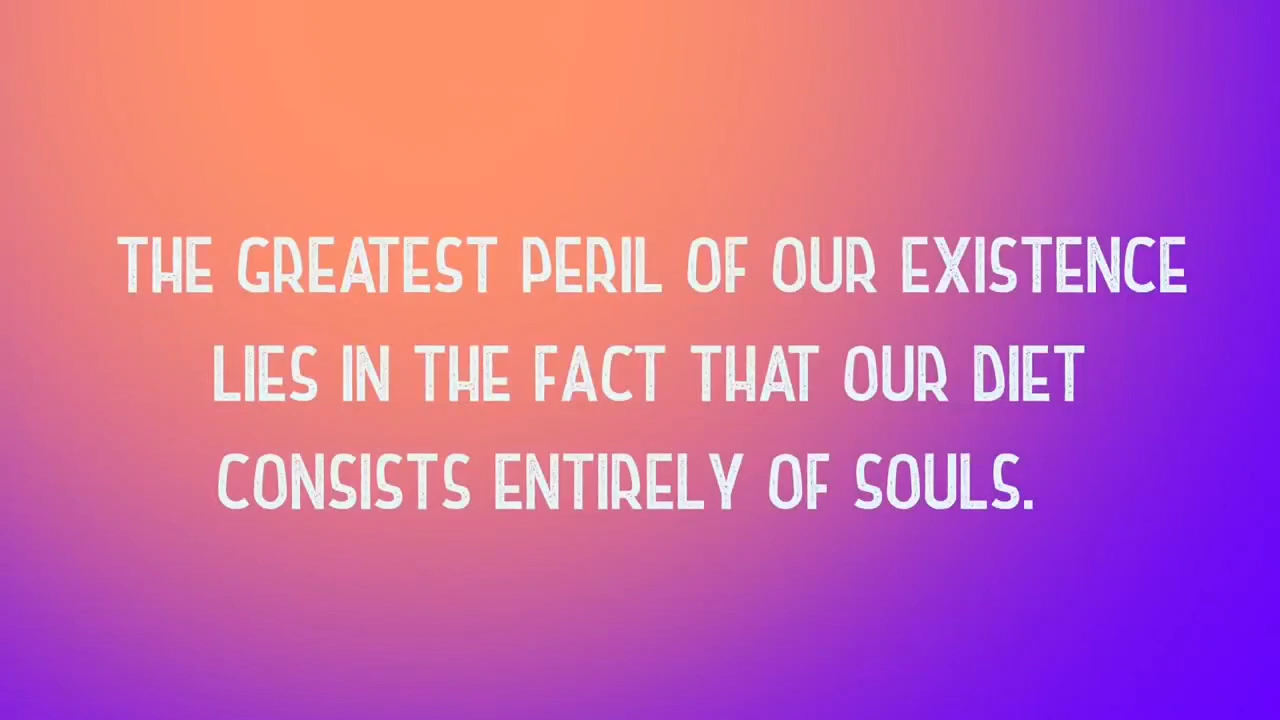 THE GREATEST PERIL OF OUR EXISTENCE
LIES IN THE FACT THAT OUR DIET
CONSISTS ENTIRELY OF SOULS.